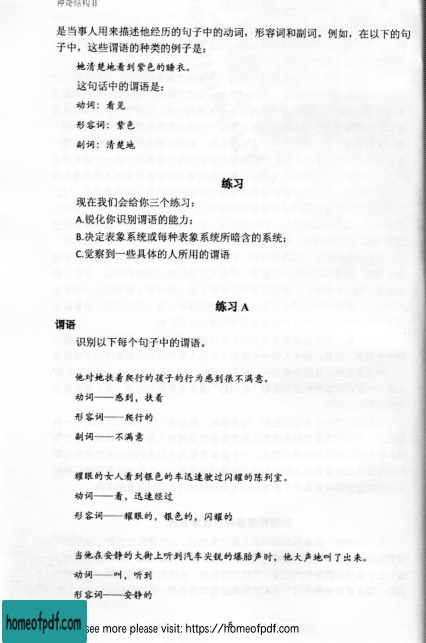 神奇结构 II
是当事人用来描述他经历的句子中的动词，形容词和副词。例如，在以下的句
子中，这些谓语的种类的例子是：
她清楚地看到紫色的睡衣。
这句话中的谓语是：
动词：看见
形容词：紫色
副词：清楚地
练习
现在我们会给你三个练习：
A.锐化你识别谓语的能力；
B.决定表象系统或每种表象系统所暗含的系统；
C.觉察到一些具体的人所用的谓语
练习 A
谓语
识别以下每个句子中的谓语。
他对她扶着爬行的孩子的行为感到很不满意。
动词——感到，扶着
形容词——爬行的
副词——不满意
耀眼的女人看到银色的车迅速驶过闪耀的陈列室。
动词——看，迅速经过
形容词——耀眼的，银色的，闪耀的
当他在安静的大街上听到汽车尖锐的爆胎声时，他大声地叫了出来。
动词——叫，听到
形容词——安静的
homeofpdf.com
see more please visit: https://homeofpdf.com